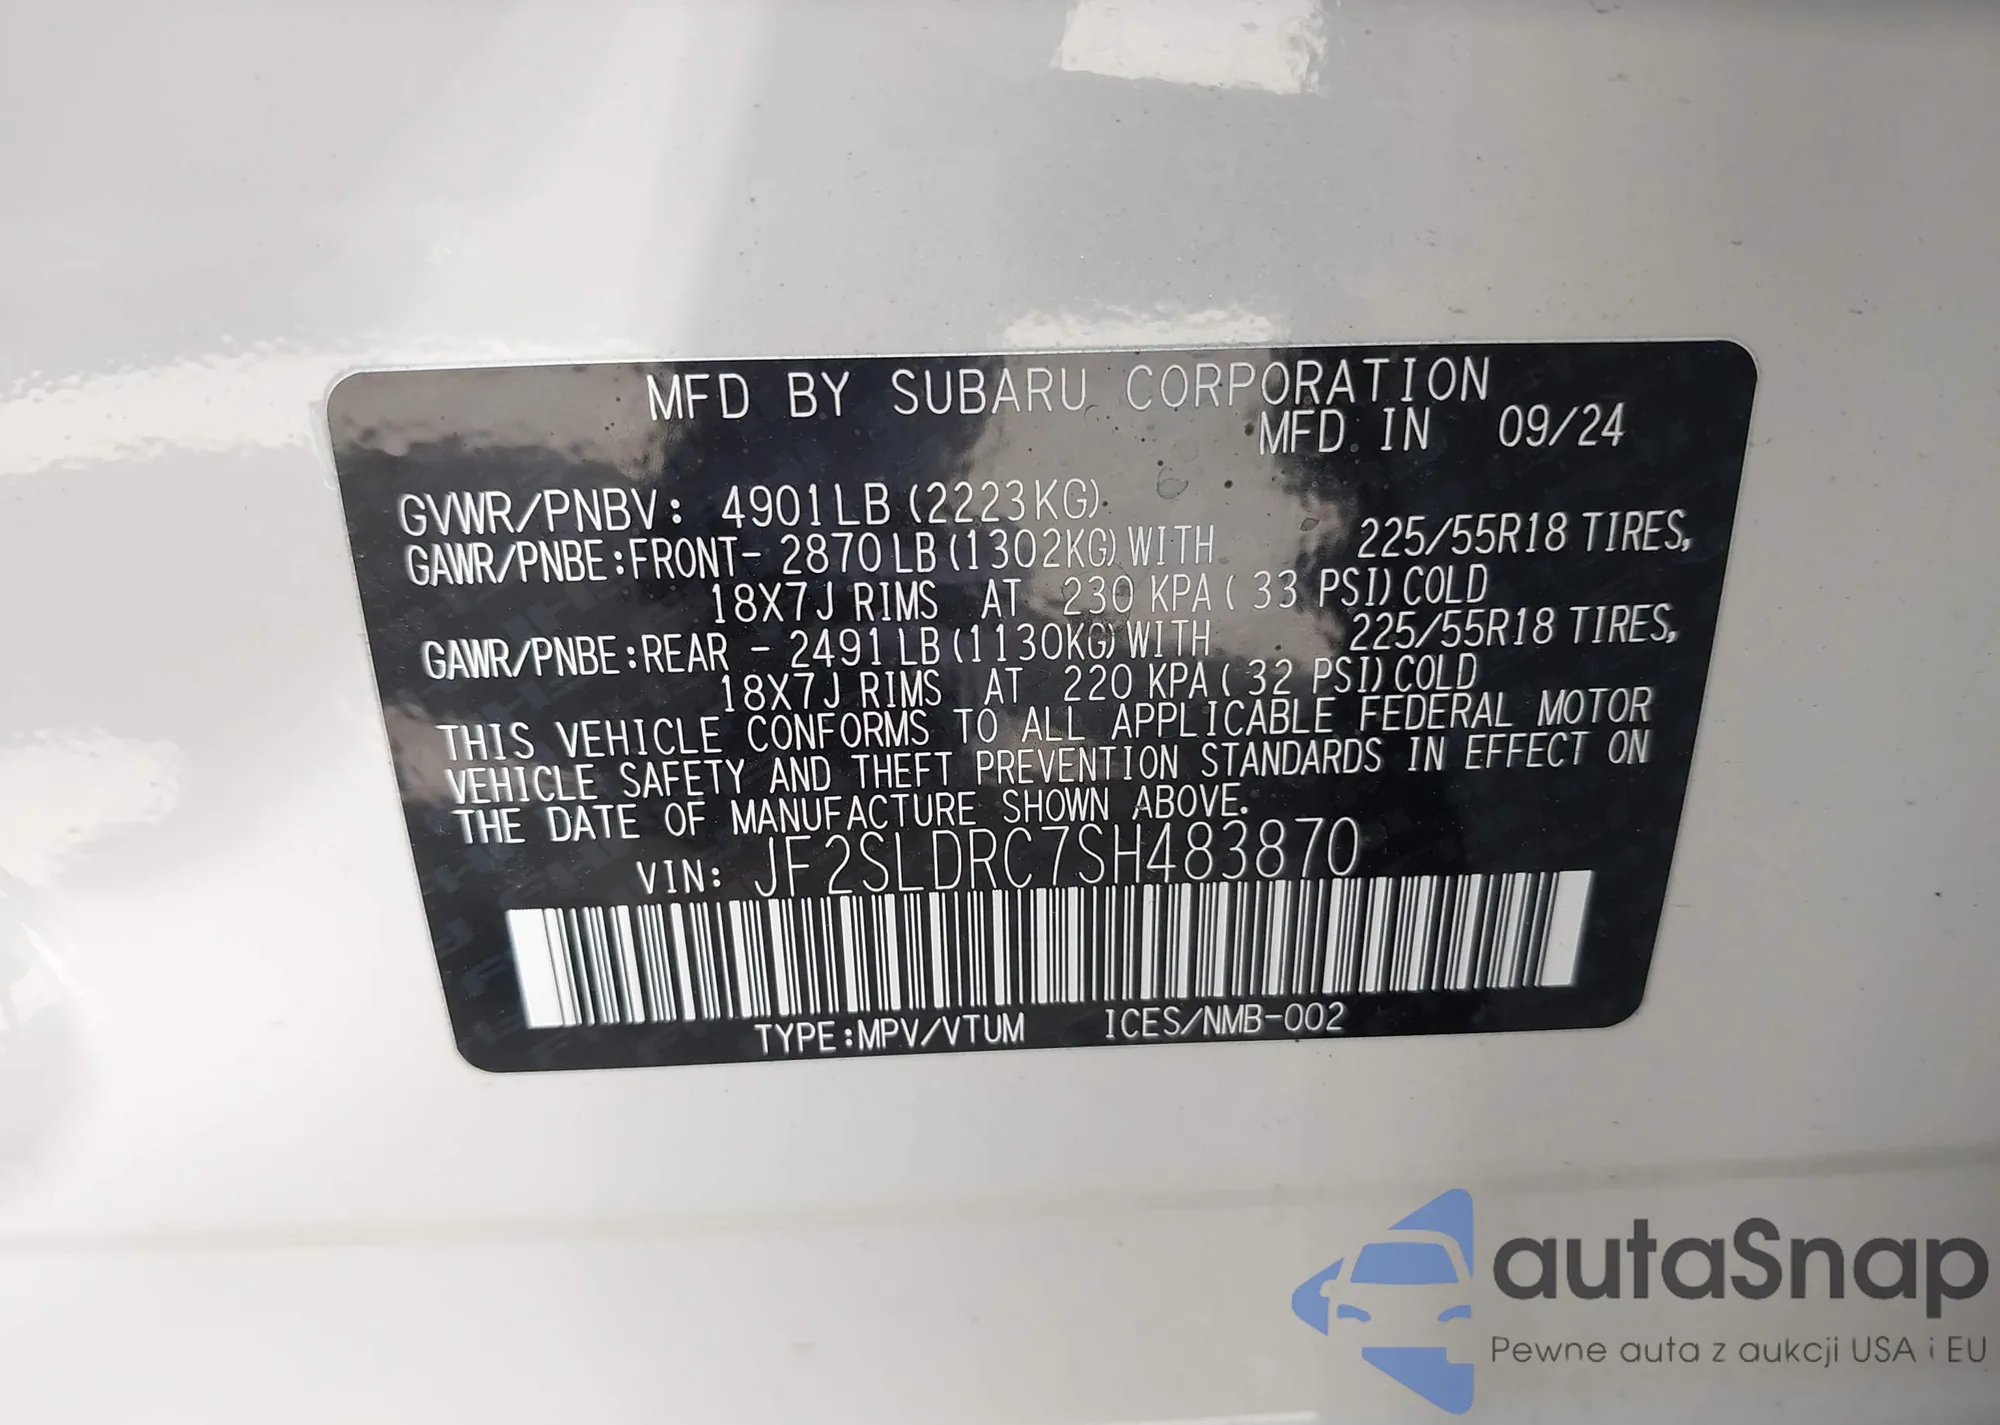 MFD BY SUBARU CORPORATION
MFD IN 09/24
GVWR/PNBV: 4901LB (2223KG)
GAWR/PNBE:FRONT- 2870LB(1302KG)WITH 225/55R18 TIRES,
18X7J RIMS AT 230 KPA( 33 PSI)COLD
GAWR/PNBE:REAR - 2491LB(1130KG)WITH 225/55R18 TIRES,
18X7J RIMS AT 220 KPA( 32 PSI)COLD
THIS VEHICLE CONFORMS TO ALL APPLICABLE FEDERAL MOTOR
VEHICLE SAFETY AND THEFT PREVENTION STANDARDS IN EFFECT ON
THE DATE OF MANUFACTURE SHOWN ABOVE.
VIN: JF2SLDRC7SH483870
TYPE:MPV/VTUM ICES/NMB-002
autaSnap
Pewne auta z aukcji USA i EU